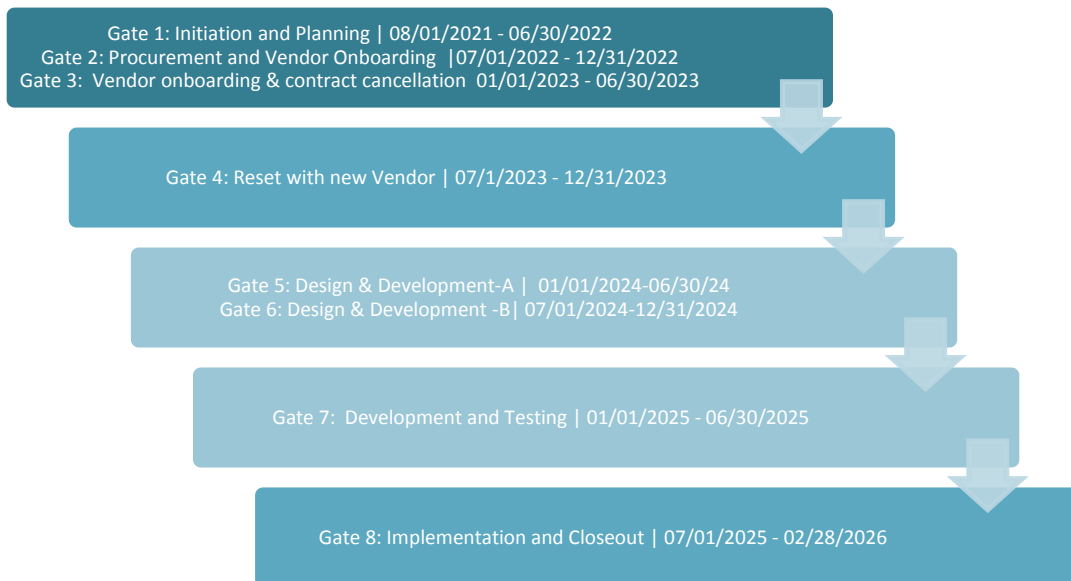 Gate 1: Initiation and Planning | 08/01/2021 - 06/30/2022
Gate 2: Procurement and Vendor Onboarding |07/01/2022 - 12/31/2022
Gate 3: Vendor onboarding & contract cancellation 01/01/2023 - 06/30/2023
Gate 4: Reset with new Vendor | 07/1/2023 - 12/31/2023
Gate 5: Design & Development-A | 01/01/2024-06/30/24
Gate 6: Design & Development -B| 07/01/2024-12/31/2024
Gate 7: Development and Testing | 01/01/2025 - 06/30/2025
Gate 8: Implementation and Closeout | 07/01/2025 - 02/28/2026